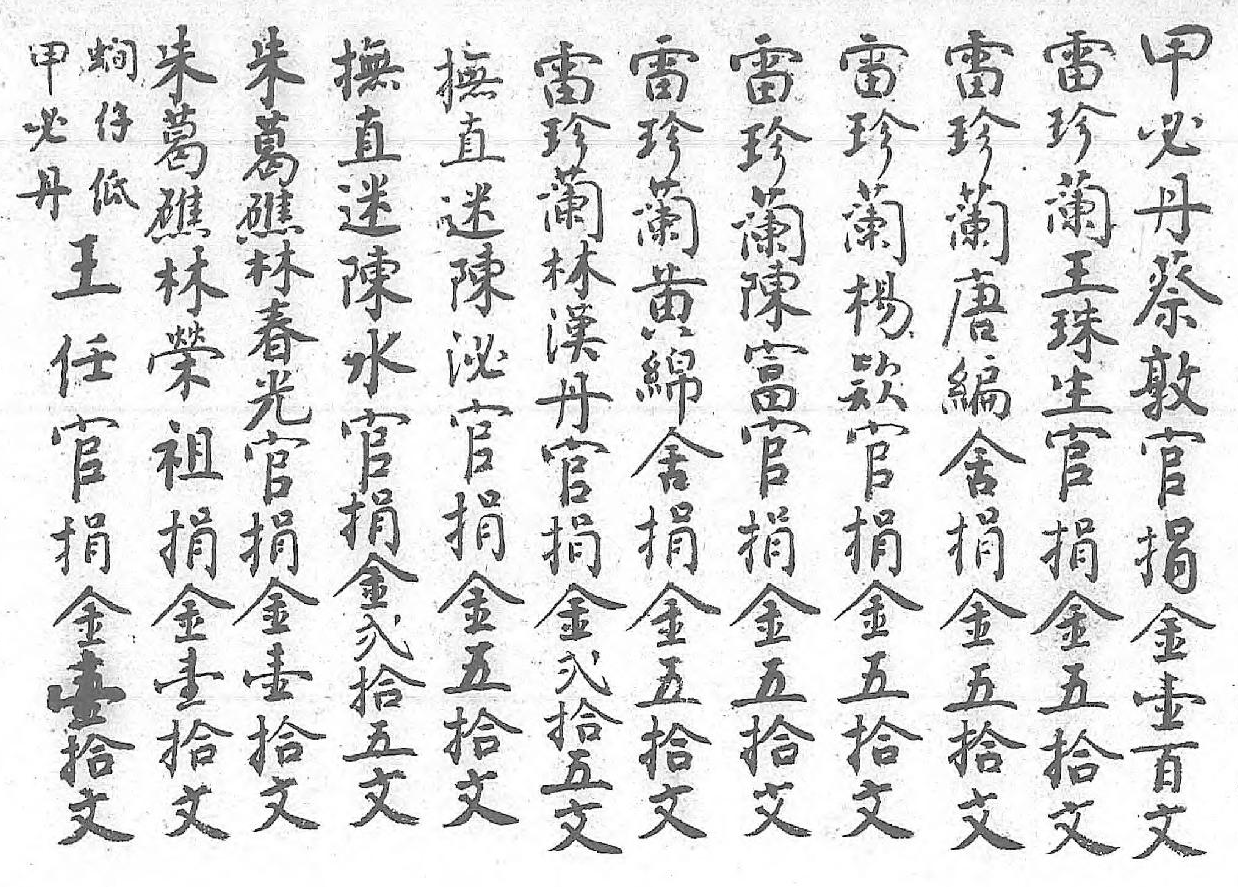 甲必丹蔡敦官捐金壹百文
雷珍蘭王珠生官捐金五拾文
雷珍蘭唐編舍捐金五拾文
雷珍蘭楊款官捐金五拾文
雷珍蘭陳富官捐金五拾文
雷珍蘭黄綿舍捐金五拾文
雷珍蘭林漢丹官捐金弍拾五文
撫直迷陳泌官捐金五拾文
撫直迷陳水官捐金弍拾五文
朱葛礁林春光官捐金壹拾文
朱葛礁林榮祖捐金壹拾文
蝒仔低甲必丹王任官捐金壹拾文